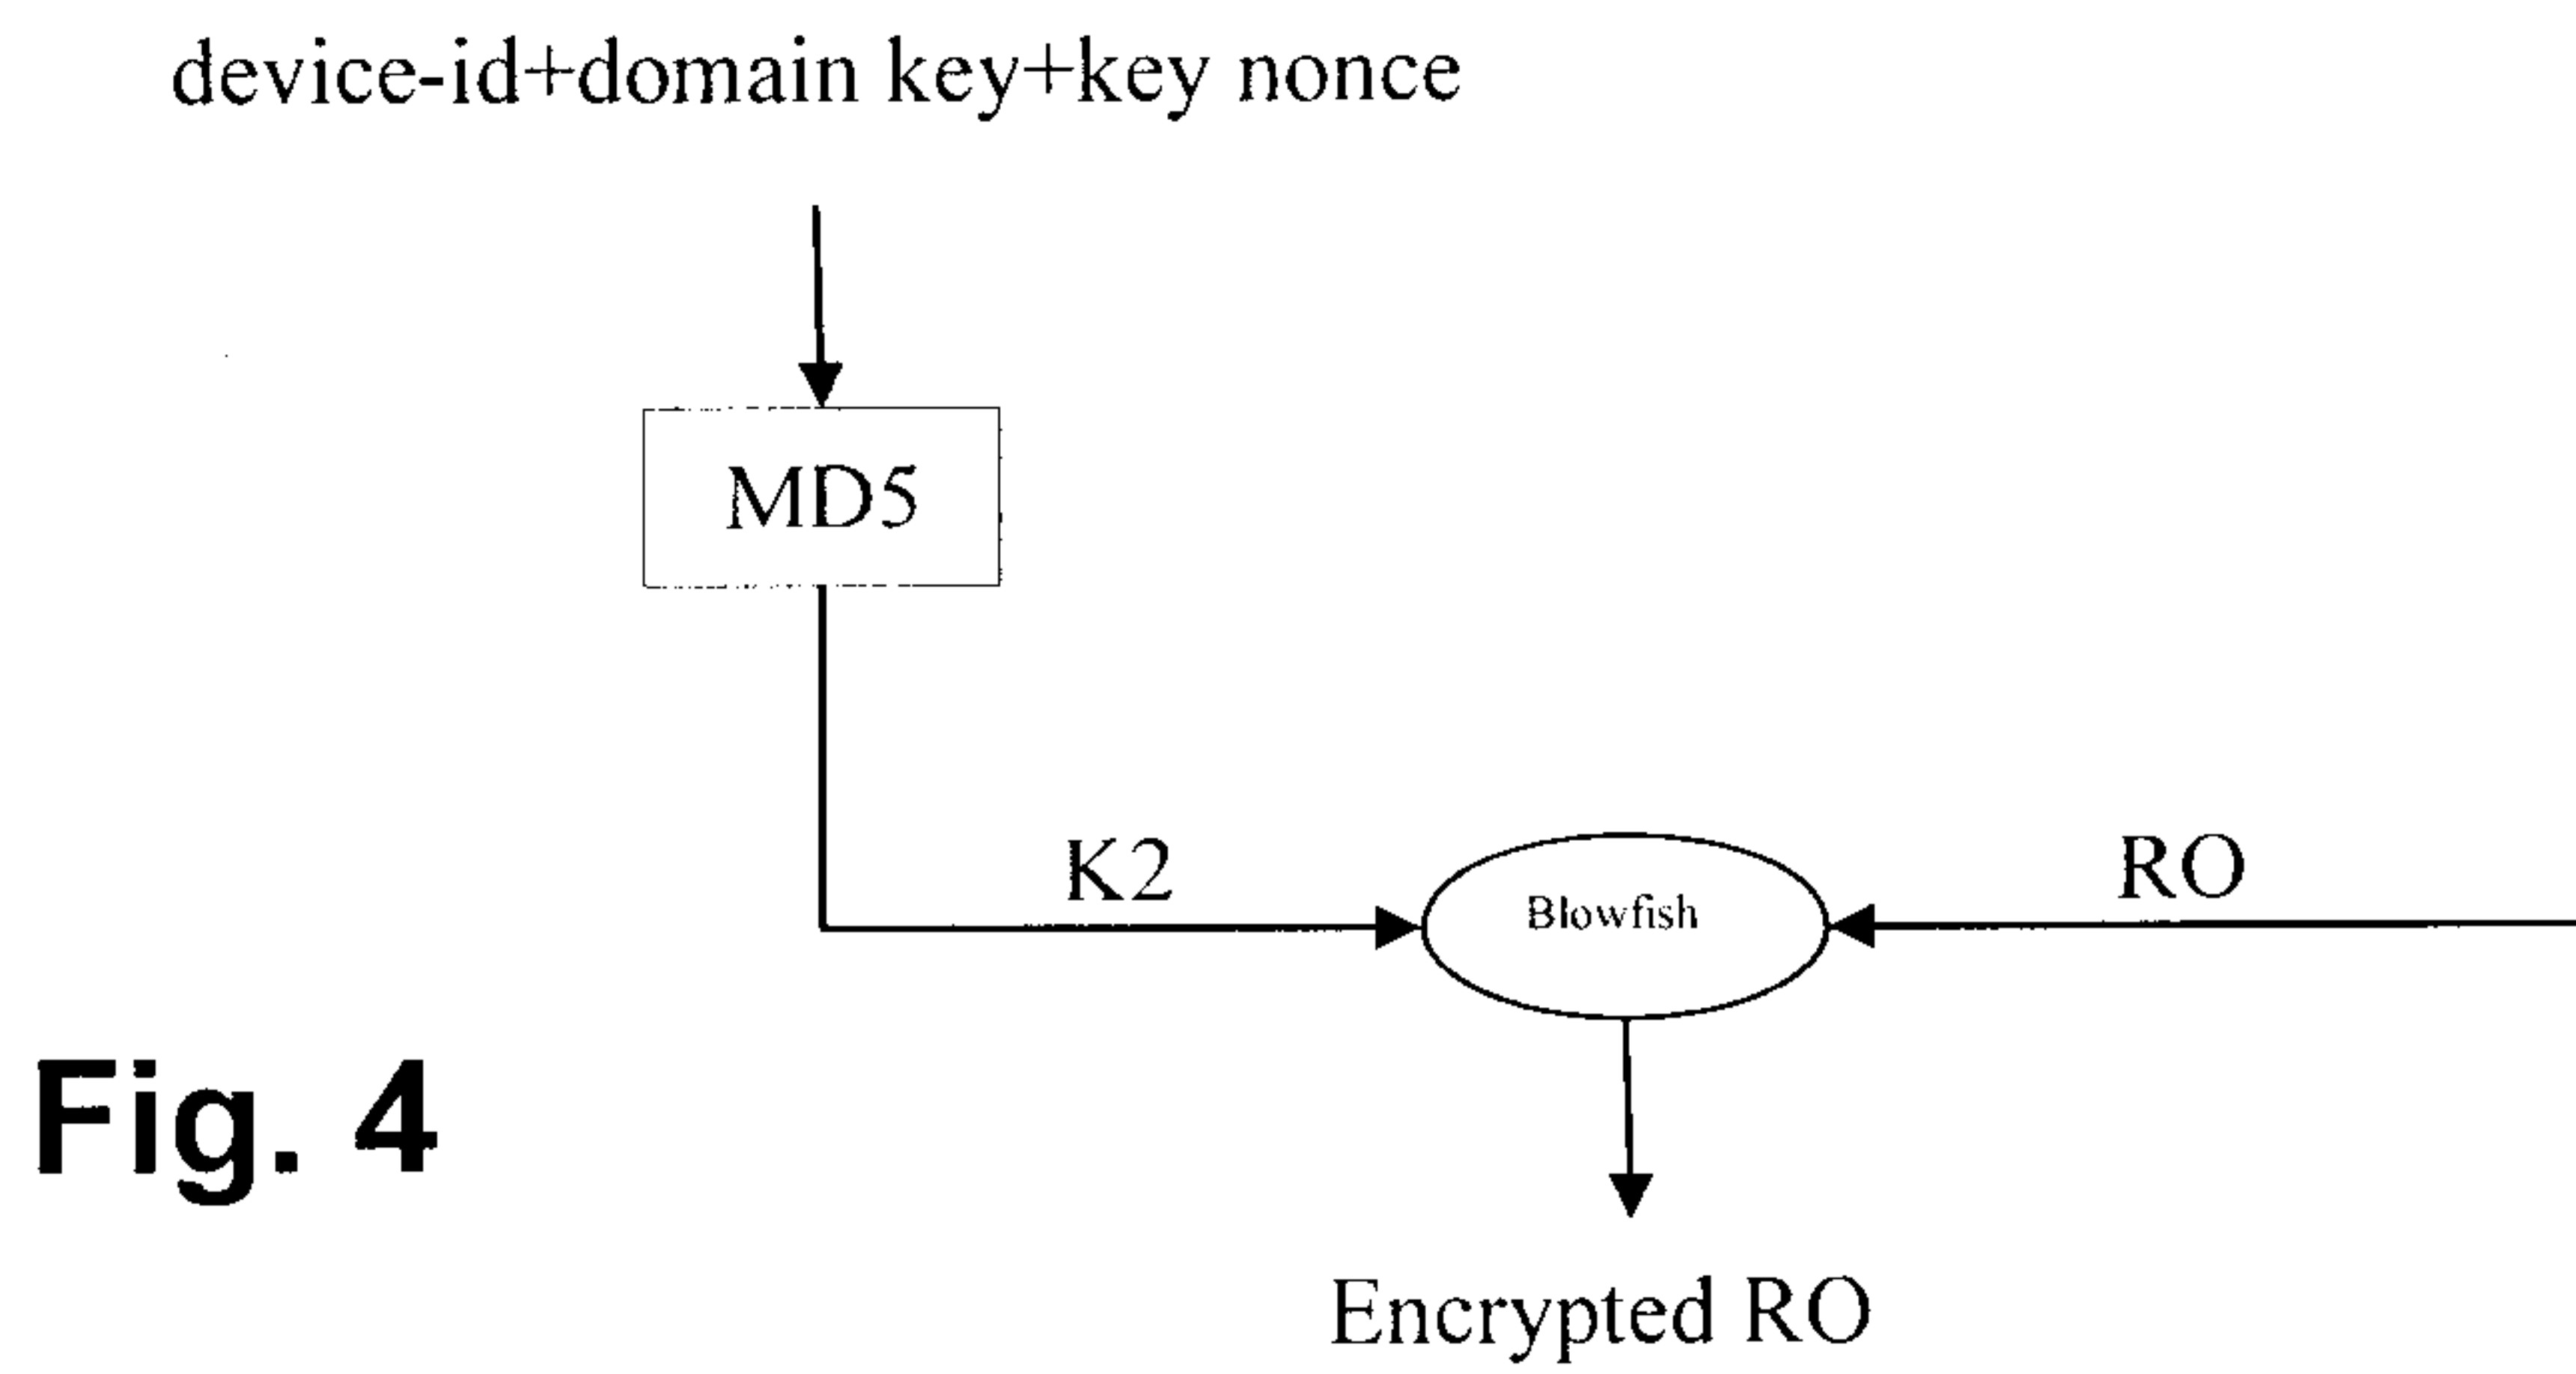 device-id+domain key+key nonce
MD5
K2
Blowfish
RO
Encrypted RO
Fig. 4